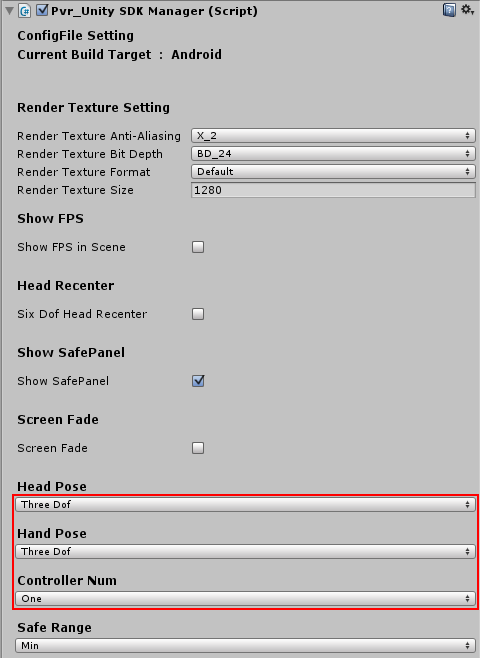 Pvr_Unity SDK Manager (Script)
ConfigFile Setting
Current Build Target : Android
Render Texture Setting
Render Texture Anti-Aliasing X_2
Render Texture Bit Depth BD_24
Render Texture Format Default
Render Texture Size 1280
Show FPS
Show FPS in Scene
Head Recenter
Six Dof Head Recenter
Show SafePanel
Show SafePanel
Screen Fade
Screen Fade
Head Pose
Three Dof
Hand Pose
Three Dof
Controller Num
One
Safe Range
Min